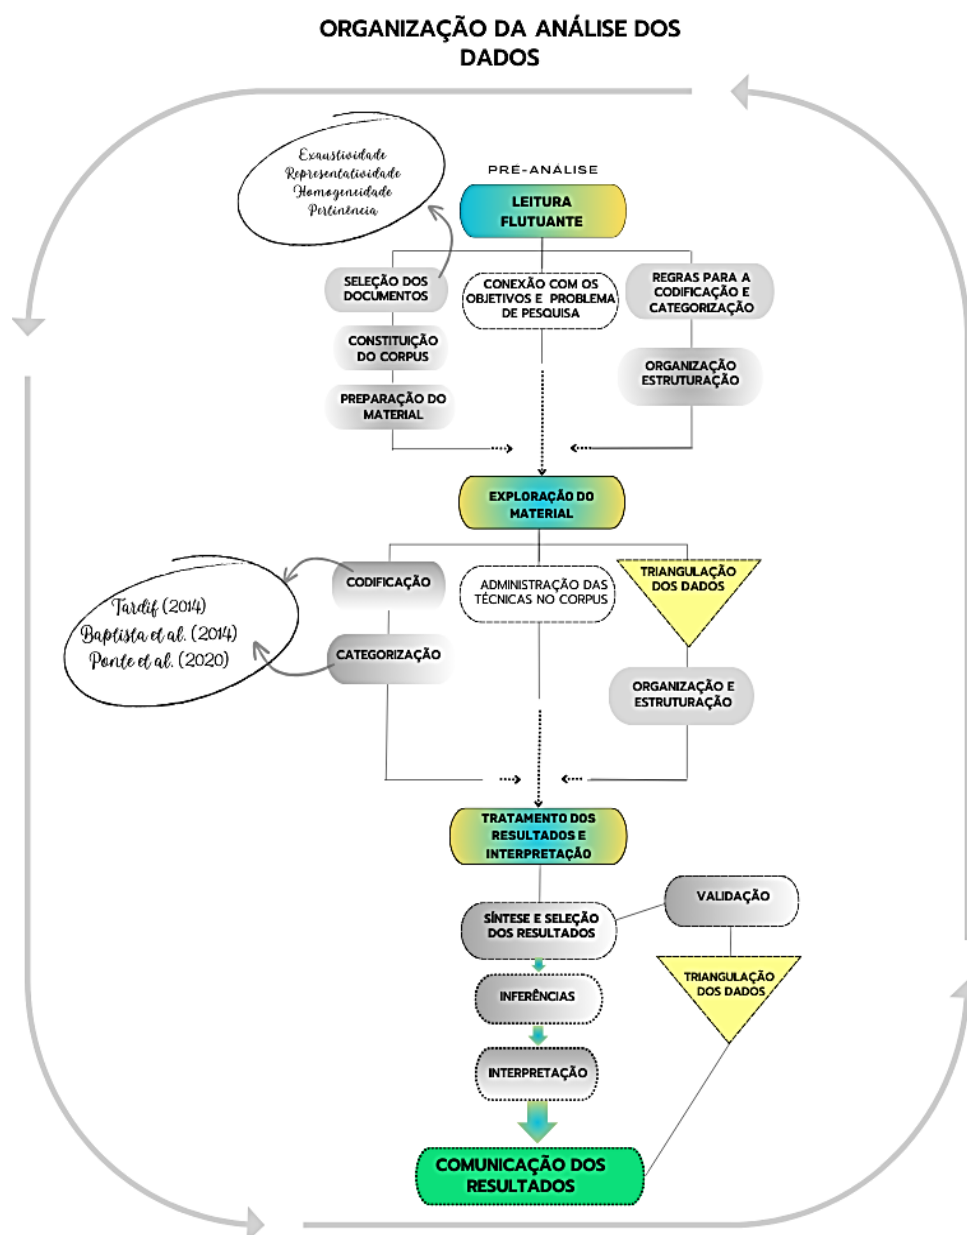 ORGANIZAÇÃO DA ANÁLISE DOS
DADOS
Exaustividade
Representatividade
Homogeneidade
Pertinência
PRÉ-ANÁLISE
LEITURA
FLUTUANTE
SELEÇÃO DOS
DOCUMENTOS
CONEXÃO COM OS
OBJETIVOS E PROBLEMA
DE PESQUISA
REGRAS PARA A
CODIFICAÇÃO E
CATEGORIZAÇÃO
CONSTITUIÇÃO
DO CORPUS
ORGANIZAÇÃO
ESTRUTURAÇÃO
PREPARAÇÃO DO
MATERIAL
EXPLORAÇÃO DO
MATERIAL
CODIFICAÇÃO
ADMINISTRAÇÃO DAS
TÉCNICAS NO CORPUS
TRIANGULAÇÃO
DOS DADOS
Tardif (2014)
Baptista et al. (2014)
Ponte et al. (2020)
CATEGORIZAÇÃO
ORGANIZAÇÃO E
ESTRUTURAÇÃO
TRATAMENTO DOS
RESULTADOS E
INTERPRETAÇÃO
SÍNTESE E SELEÇÃO
DOS RESULTADOS
VALIDAÇÃO
TRIANGULAÇÃO
DOS DADOS
INFERÊNCIAS
INTERPRETAÇÃO
COMUNICAÇÃO DOS
RESULTADOS